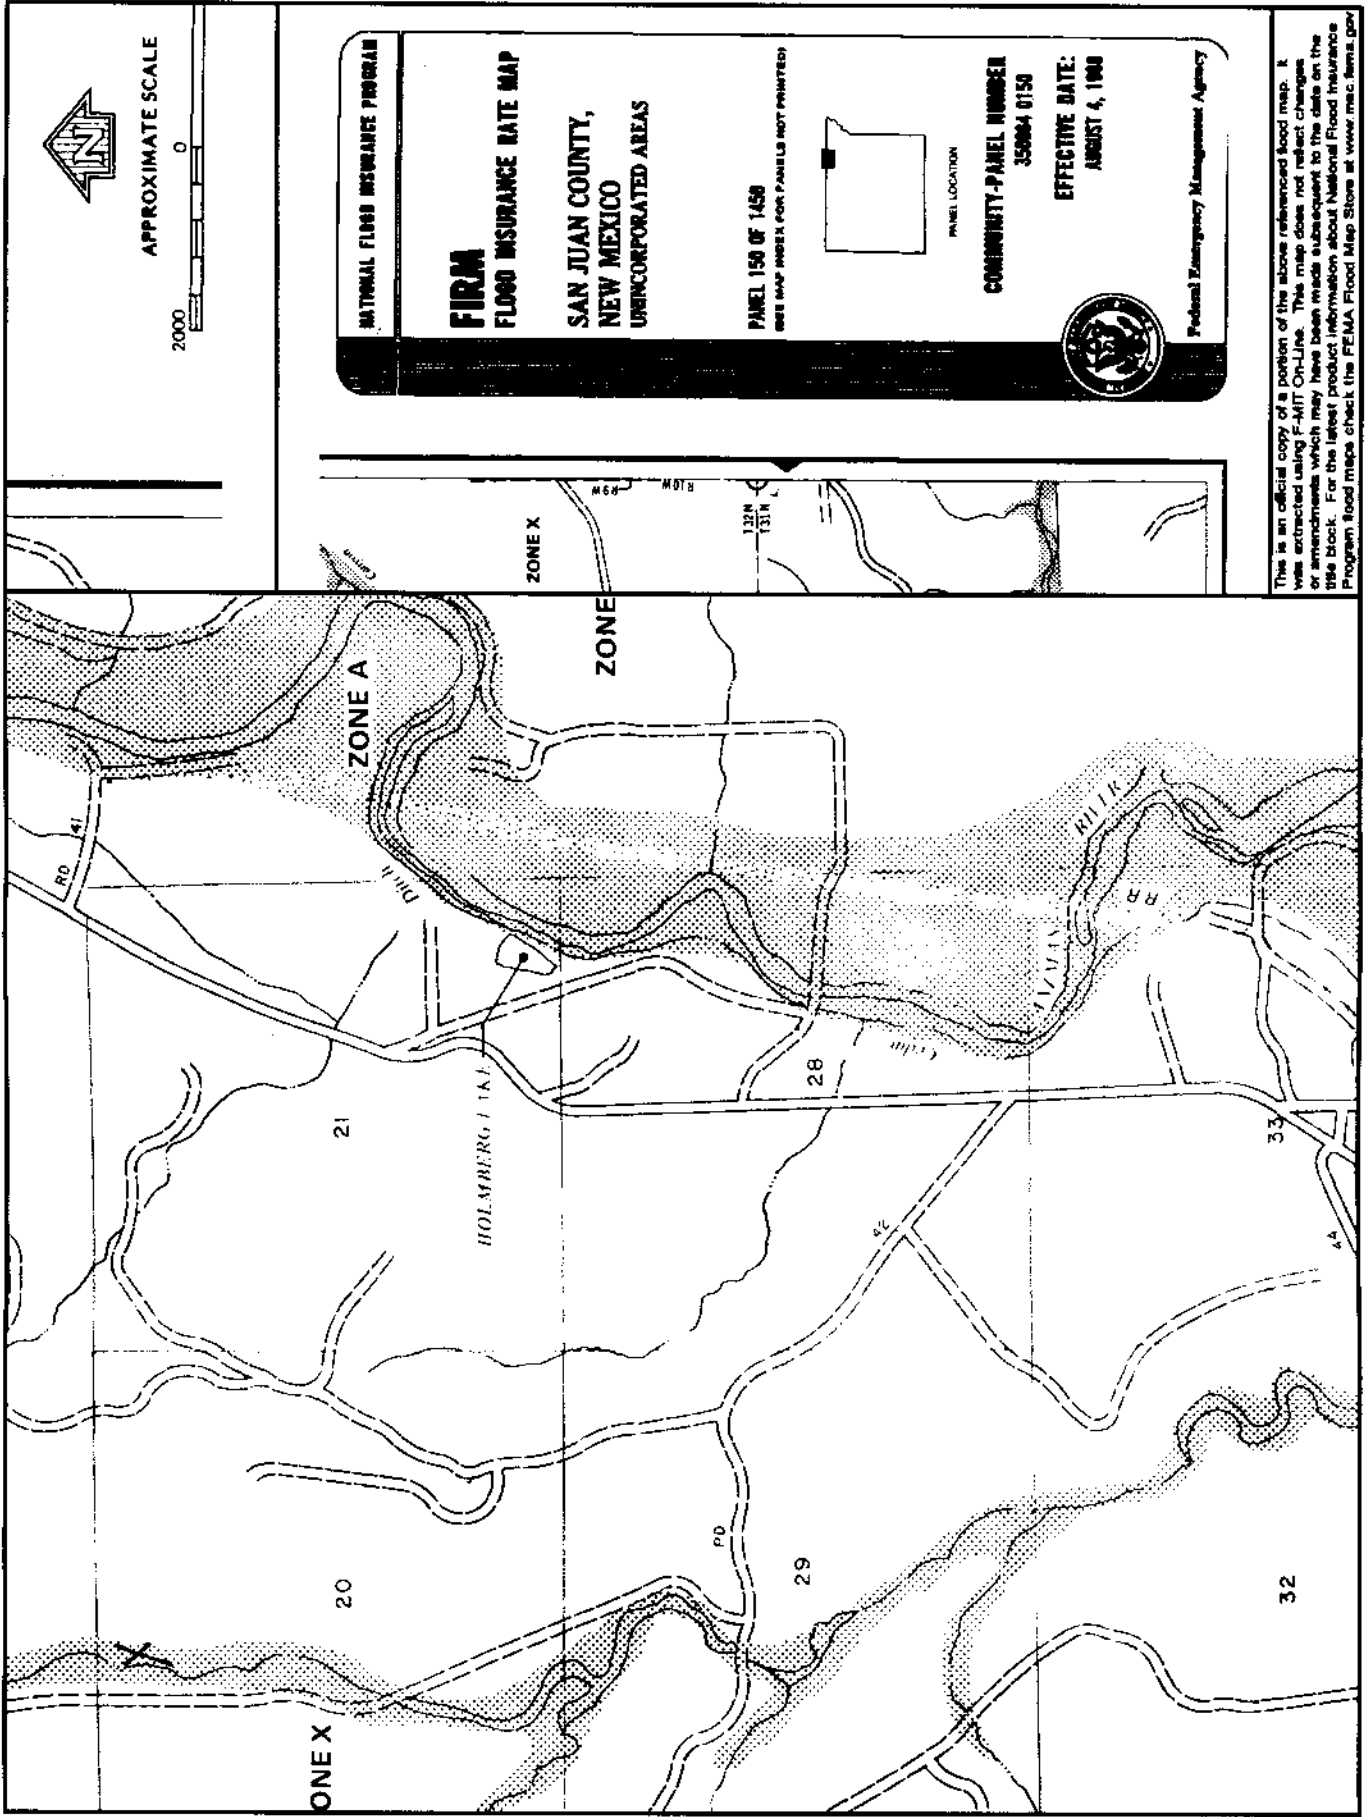 APPROXIMATE SCALE
2000
0
N
NATIONAL FLOOD INSURANCE PROGRAM
FIRM
FLOOD INSURANCE RATE MAP
SAN JUAN COUNTY,
NEW MEXICO
UNINCORPORATED AREAS
PANEL 150 OF 1450
(SEE MAP INDEX FOR PANELS NOT PRINTED)
PANEL LOCATION
COMMUNITY-PANEL NUMBER
350064 0150
EFFECTIVE DATE:
AUGUST 4, 1988
Federal Emergency Management Agency
This is an official copy of a portion of the above referenced flood map. It
was extracted using F-MIT On-Line. This map does not reflect changes
or amendments which may have been made subsequent to the date on the
title block. For the latest product information about National Flood Insurance
Program flood maps check the FEMA Flood Map Store at www.msc.fema.gov
ZONE X
R9W
R10W
T32N
T31N
ZONE A
ZONE
RD 41
Ditch
HOLMBERG LAKE
21
28
Cedar
ANIMAS
RIVER
RR
33
42
44
20
29
32
ONE X